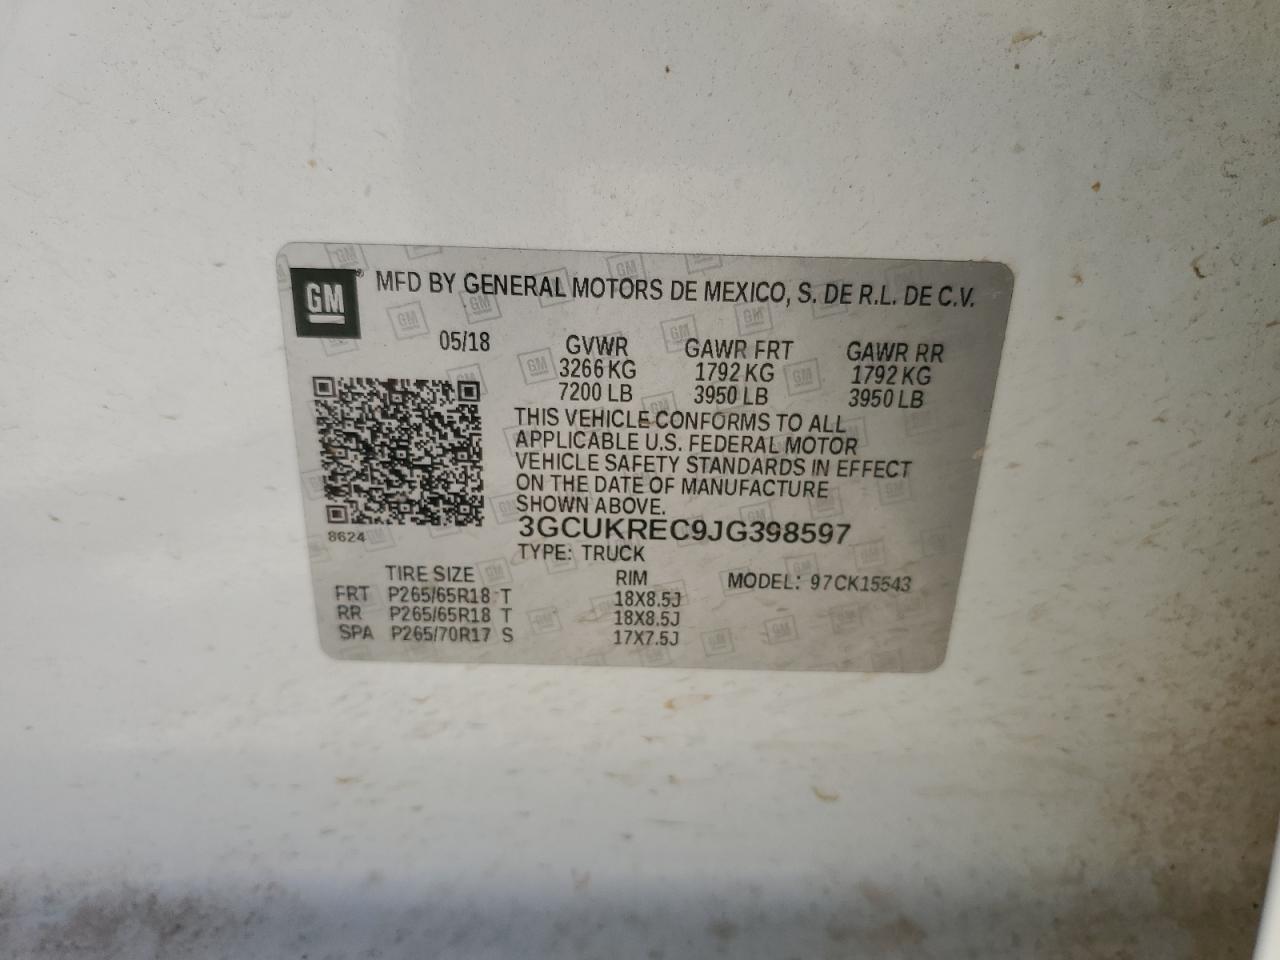 GM® MFD BY GENERAL MOTORS DE MEXICO, S. DE R.L. DE C.V.
05/18 GVWR GAWR FRT GAWR RR
3266 KG 1792 KG 1792 KG
7200 LB 3950 LB 3950 LB
THIS VEHICLE CONFORMS TO ALL
APPLICABLE U.S. FEDERAL MOTOR
VEHICLE SAFETY STANDARDS IN EFFECT
ON THE DATE OF MANUFACTURE
SHOWN ABOVE.
3GCUKREC9JG398597
8624
TYPE: TRUCK
TIRE SIZE RIM MODEL: 97CK15543
FRT P265/65R18 T 18X8.5J
RR P265/65R18 T 18X8.5J
SPA P265/70R17 S 17X7.5J